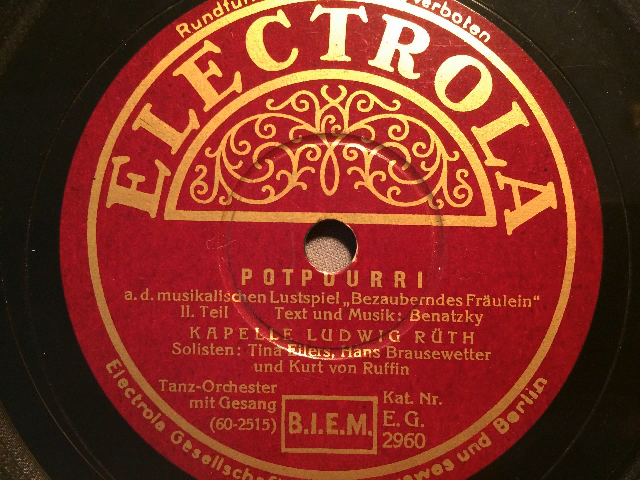 verboten
ELECTROLA
POTPOURRI
a. d. musikalischen Lustspiel „Bezauberndes Fräulein“
II. Teil Text und Musik: Benatzky
KAPELLE LUDWIG RÜTH
Solisten: Tina Eilers, Hans Brausewetter
und Kurt von Ruffin
Tanz-Orchester
mit Gesang
(60-2515)
B.I.E.M.
Kat. Nr.
E. G.
2960
Electrola und Berlin